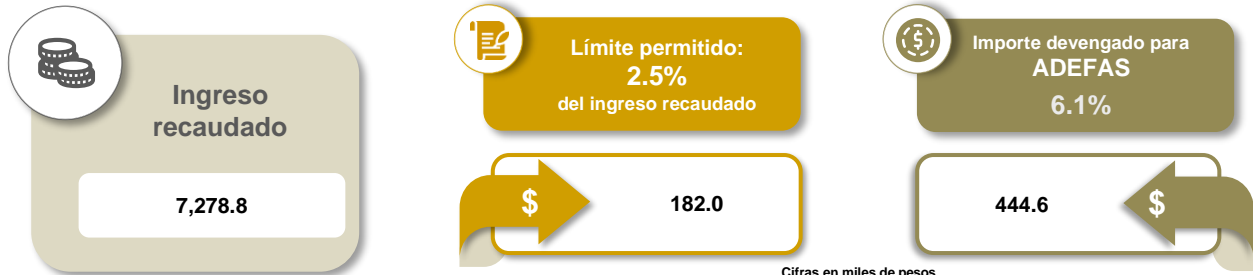 Ingreso
recaudado
7,278.8
Límite permitido:
2.5%
del ingreso recaudado
$
182.0
Importe devengado para
ADEFAS
6.1%
444.6
$
Cifras en miles de pesos